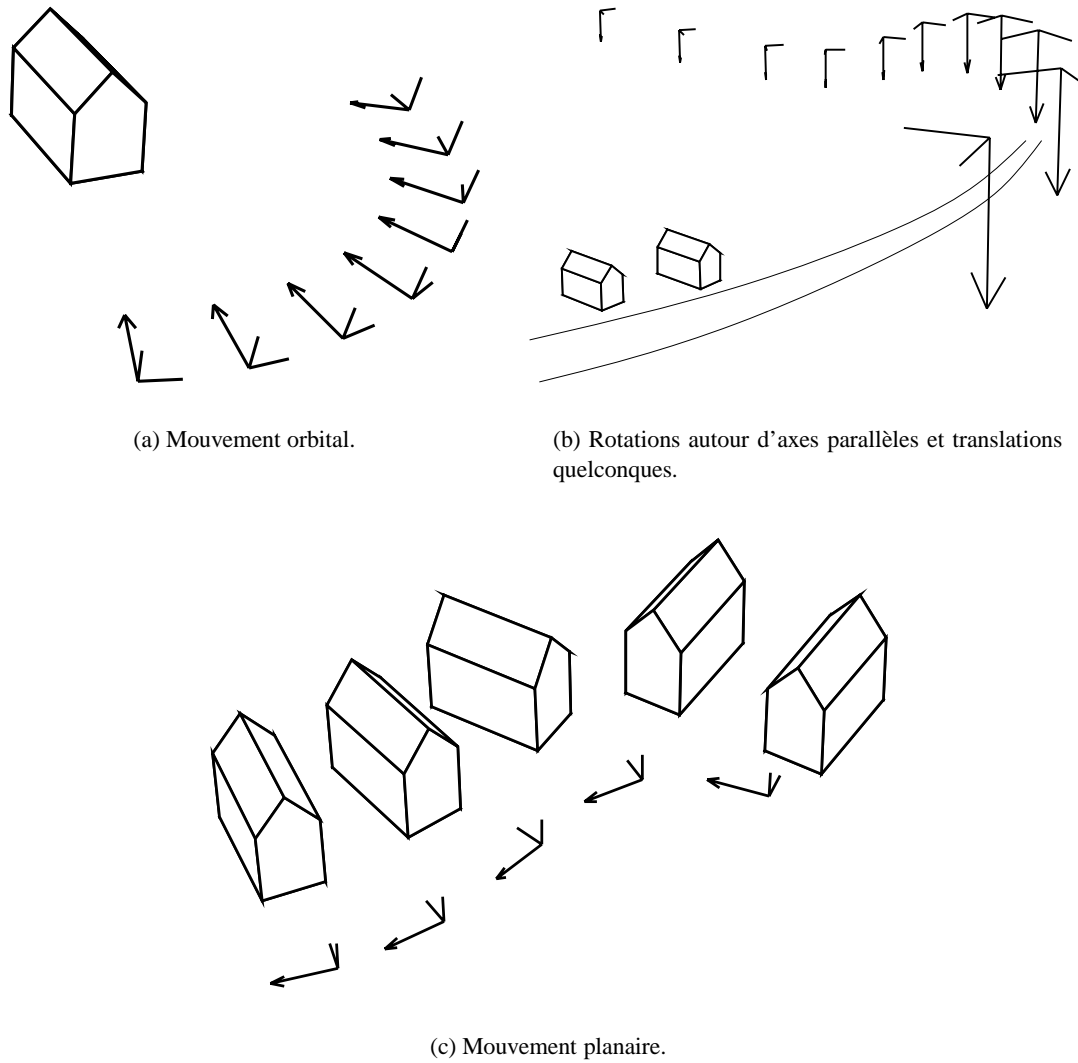 (a) Mouvement orbital.
(b) Rotations autour d'axes parallèles et translations
quelconques.
(c) Mouvement planaire.